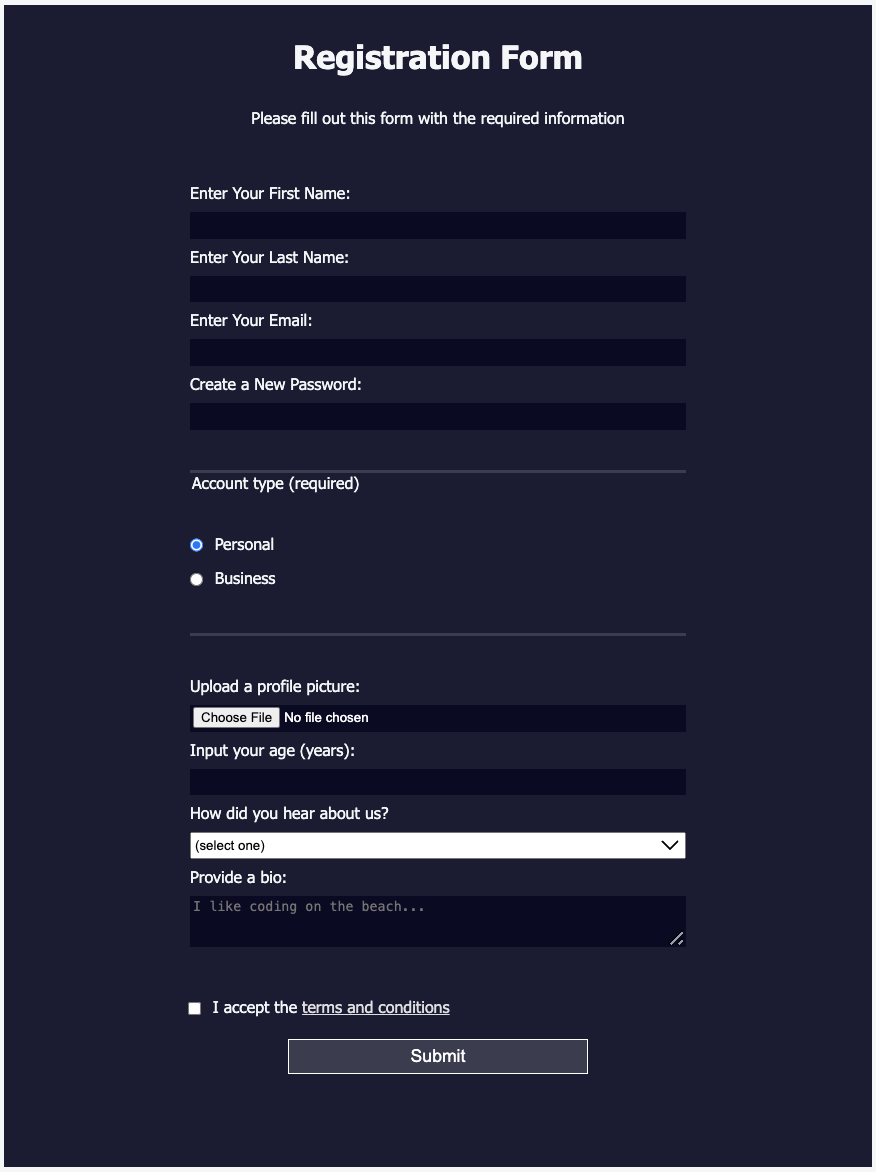 Registration Form
Please fill out this form with the required information
Enter Your First Name:
Enter Your Last Name:
Enter Your Email:
Create a New Password:
Account type (required)
Personal
Business
Upload a profile picture:
Choose File No file chosen
Input your age (years):
How did you hear about us?
(select one)
Provide a bio:
I like coding on the beach...
I accept the terms and conditions
Submit